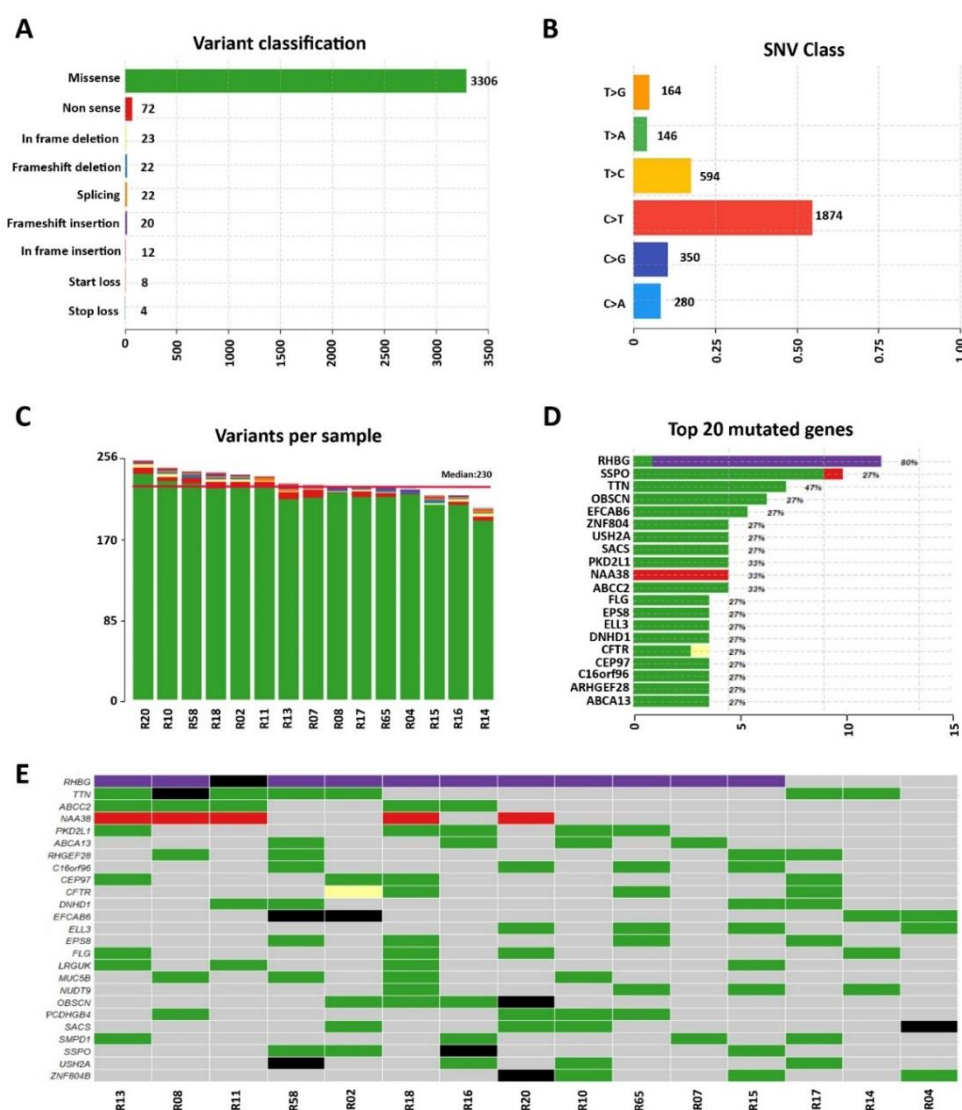 A
Variant classification
Missense 3306
Non sense 72
In frame deletion 23
Frameshift deletion 22
Splicing 22
Frameshift insertion 20
In frame insertion 12
Start loss 8
Stop loss 4
0 500 1000 1500 2000 2500 3000 3500
B
SNV Class
T>G 164
T>A 146
T>C 594
C>T 1874
C>G 350
C>A 280
0 0.25 0.50 0.75 1.00
C
Variants per sample
256
Median:230
170
85
0
R20 R10 R58 R18 R02 R11 R13 R07 R08 R17 R65 R04 R15 R16 R14
D
Top 20 mutated genes
RHBG 80%
SSPO 27%
TTN 47%
OBSCN 27%
EFCAB6 27%
ZNF804 27%
USH2A 27%
SACS 27%
PKD2L1 33%
NAA38 33%
ABCC2 33%
FLG 27%
EPS8 27%
ELL3 27%
DNHD1 27%
CFTR 27%
CEP97 27%
C16orf96 27%
ARHGEF28 27%
ABCA13 27%
0 5 10 15
E
RHBG
TTN
ABCC2
NAA38
PKD2L1
ABCA13
RHGEF28
C16orf96
CEP97
CFTR
DNHD1
EFCAB6
ELL3
EPS8
FLG
LRGUK
MUC5B
NUDT9
OBSCN
PCDHGB4
SACS
SMPD1
SSPO
USH2A
ZNF804B
R13 R08 R11 R58 R02 R18 R16 R20 R10 R65 R07 R15 R17 R14 R04